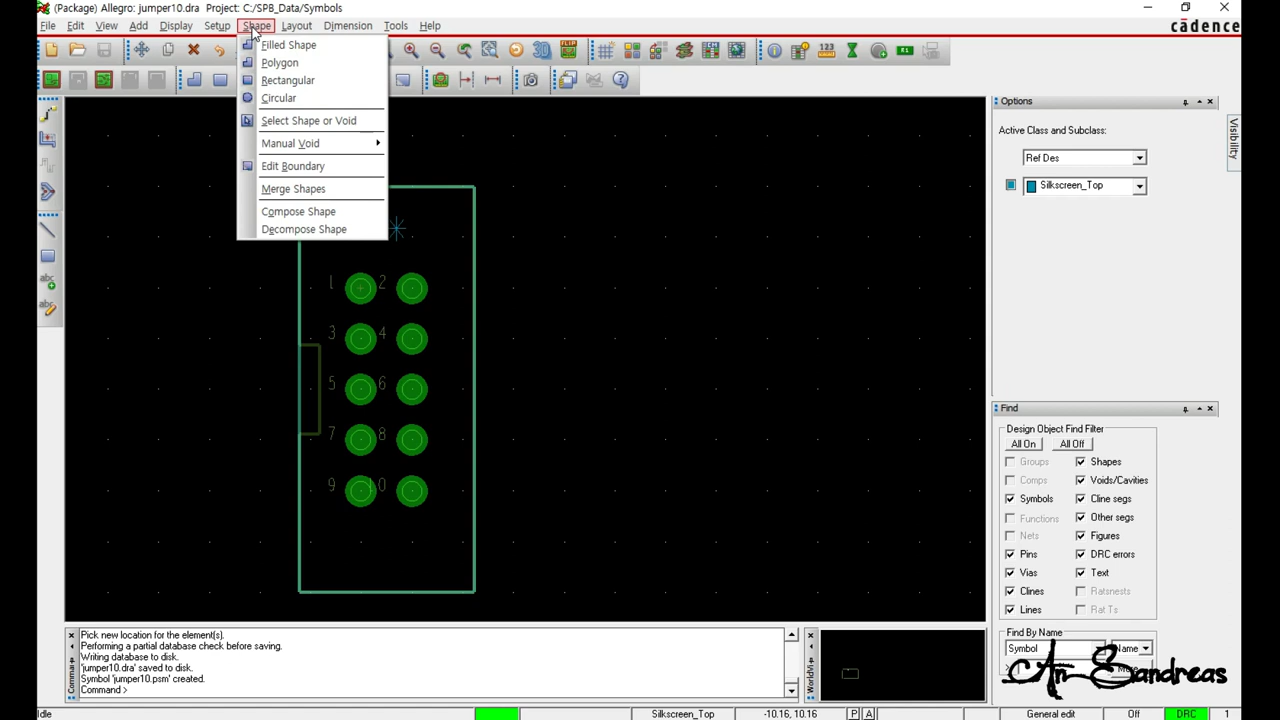 (Package) Allegro: jumper10.dra Project: C:/SPB_Data/Symbols
File Edit View Add Display Setup Shape Layout Dimension Tools Help
cādence
Filled Shape
Polygon
Rectangular
Circular
Select Shape or Void
Manual Void
Edit Boundary
Merge Shapes
Compose Shape
Decompose Shape
1 2
3 4
5 6
7 8
9 10
Options
Active Class and Subclass:
Ref Des
Silkscreen_Top
Visibility
Find
Design Object Find Filter
All On All Off
Groups Shapes
Comps Voids/Cavities
Symbols Cline segs
Functions Other segs
Nets Figures
Pins DRC errors
Vias Text
Clines Ratsnests
Lines Rat Ts
Find By Name
Symbol Name
An Sandreas
Pick new location for the element(s).
Performing a partial database check before saving.
Writing database to disk.
'jumper10.dra' saved to disk.
Symbol 'jumper10.psm' created.
Command >
WorldVi
Idle Silkscreen_Top -10.16, 10.16 P A General edit Off DRC 1